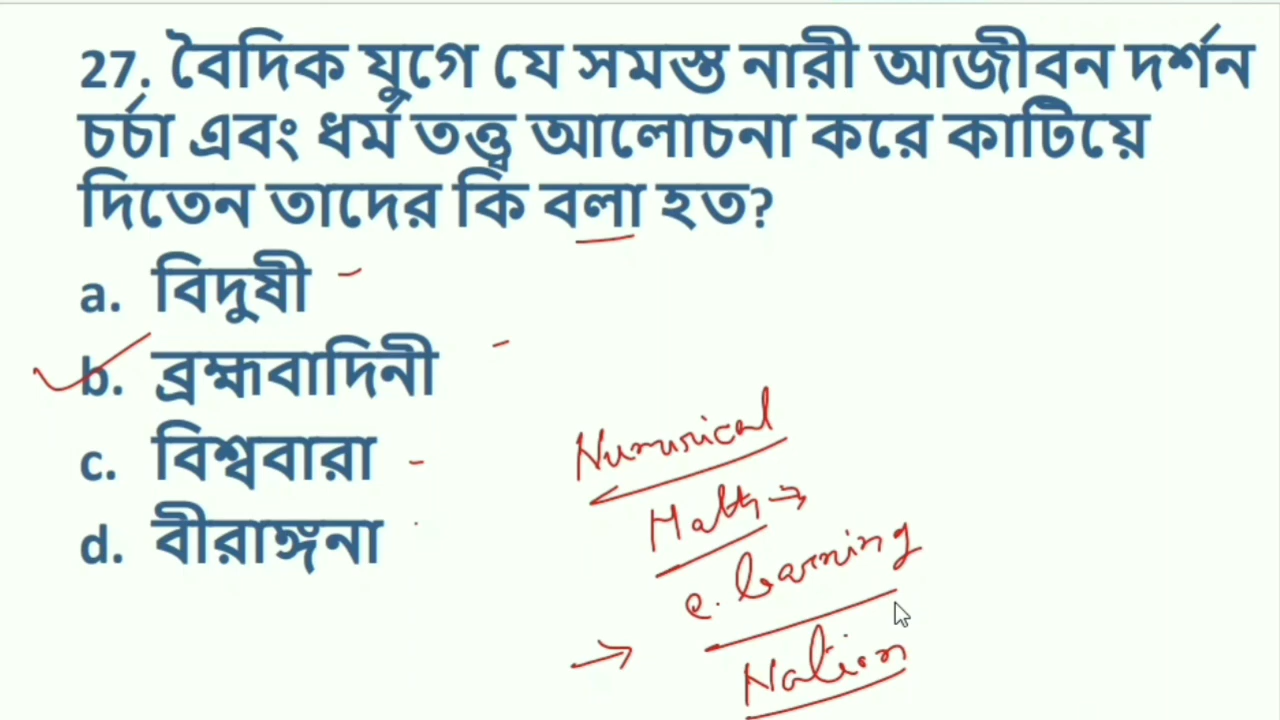 27. বৈদিক যুগে যে সমস্ত নারী আজীবন দর্শন
চর্চা এবং ধর্ম তত্ত্ব আলোচনা করে কাটিয়ে
দিতেন তাদের কি বলা হত?
a. বিদুষী
b. ব্রহ্মবাদিনী
c. বিশ্ববারা
d. বীরাঙ্গনা
Numurical
Math
e. learning
Nation